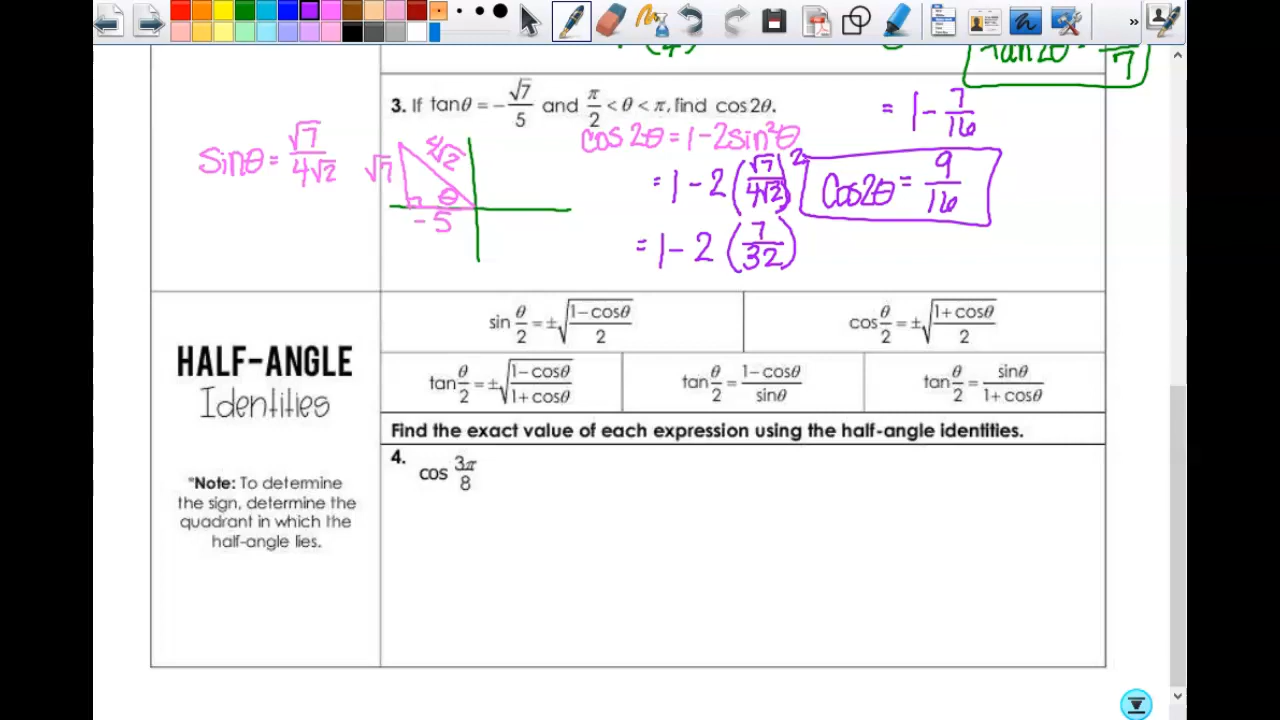 tan2θ = /7
3. If tanθ = -√7/5 and π/2 < θ < π, find cos2θ.
= 1 - 7/16
cos2θ = 1-2sin²θ
sinθ = √7/4√2
√7
4√2
θ
-5
= 1 - 2(√7/4√2)²
cos2θ = 9/16
= 1 - 2(7/32)
HALF-ANGLE
Identities
*Note: To determine
the sign, determine the
quadrant in which the
half-angle lies.
sin θ/2 = ±√(1-cosθ/2)
cos θ/2 = ±√(1+cosθ/2)
tan θ/2 = ±√(1-cosθ/1+cosθ)
tan θ/2 = 1-cosθ/sinθ
tan θ/2 = sinθ/1+cosθ
Find the exact value of each expression using the half-angle identities.
4. cos 3π/8